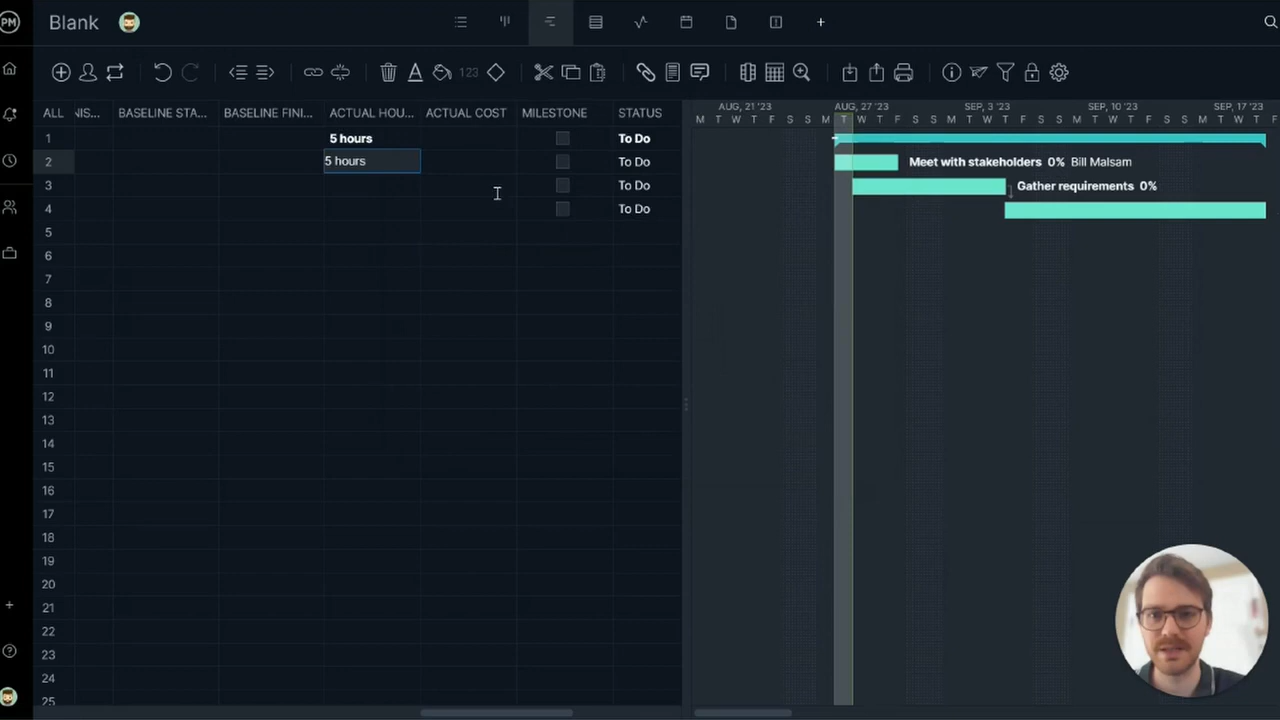 PM Blank
123
ALL NIS... BASELINE STA... BASELINE FINI... ACTUAL HOU... ACTUAL COST MILESTONE STATUS
AUG, 21 '23 AUG, 27 '23 SEP, 3 '23 SEP, 10 '23 SEP, 17 '23
M T W T F S S M T W T F S S M T W T F S S M T W T F S S M T W T F
1 5 hours To Do
2 5 hours To Do Meet with stakeholders 0% Bill Malsam
3 To Do Gather requirements 0%
4 To Do
5
6
7
8
9
10
11
12
13
14
15
16
17
18
19
20
21
22
23
24
25